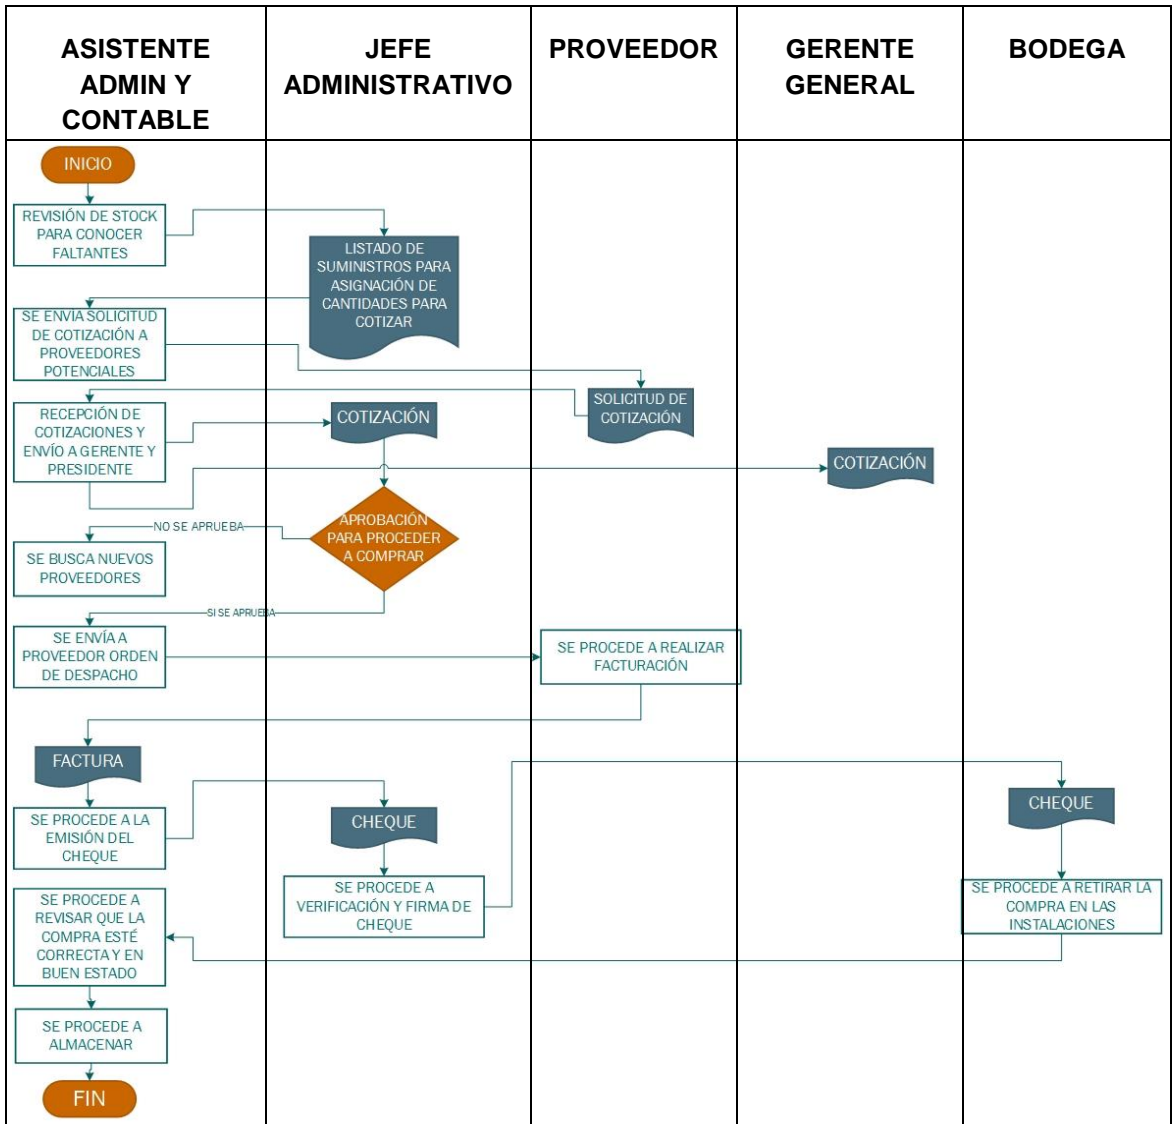 ASISTENTE
ADMIN Y
CONTABLE
JEFE
ADMINISTRATIVO
PROVEEDOR
GERENTE
GENERAL
BODEGA
INICIO
REVISIÓN DE STOCK
PARA CONOCER
FALTANTES
LISTADO DE
SUMINISTROS PARA
ASIGNACIÓN DE
CANTIDADES PARA
COTIZAR
SE ENVIA SOLICITUD
DE COTIZACIÓN A
PROVEEDORES
POTENCIALES
SOLICITUD DE
COTIZACIÓN
RECEPCIÓN DE
COTIZACIONES Y
ENVÍO A GERENTE Y
PRESIDENTE
COTIZACIÓN
COTIZACIÓN
APROBACIÓN
PARA PROCEDER
A COMPRAR
NO SE APRUEBA
SE BUSCA NUEVOS
PROVEEDORES
SI SE APRUEBA
SE ENVÍA A
PROVEEDOR ORDEN
DE DESPACHO
SE PROCEDE A REALIZAR
FACTURACIÓN
FACTURA
SE PROCEDE A LA
EMISIÓN DEL
CHEQUE
CHEQUE
SE PROCEDE A
VERIFICACIÓN Y FIRMA DE
CHEQUE
CHEQUE
SE PROCEDE A RETIRAR LA
COMPRA EN LAS
INSTALACIONES
SE PROCEDE A
REVISAR QUE LA
COMPRA ESTÉ
CORRECTA Y EN
BUEN ESTADO
SE PROCEDE A
ALMACENAR
FIN